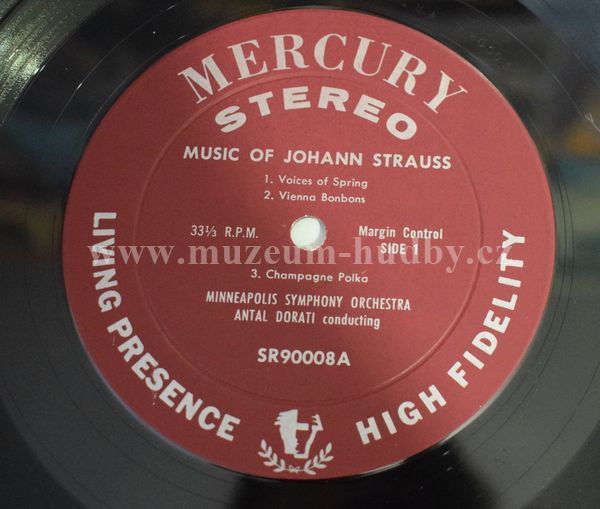 MERCURY
STEREO
MUSIC OF JOHANN STRAUSS
1. Voices of Spring
2. Vienna Bonbons
33⅓ R.P.M.
Margin Control
SIDE 1
www.muzeum-hudby.cz
3. Champagne Polka
MINNEAPOLIS SYMPHONY ORCHESTRA
ANTAL DORATI conducting
SR90008A
LIVING PRESENCE
HIGH FIDELITY